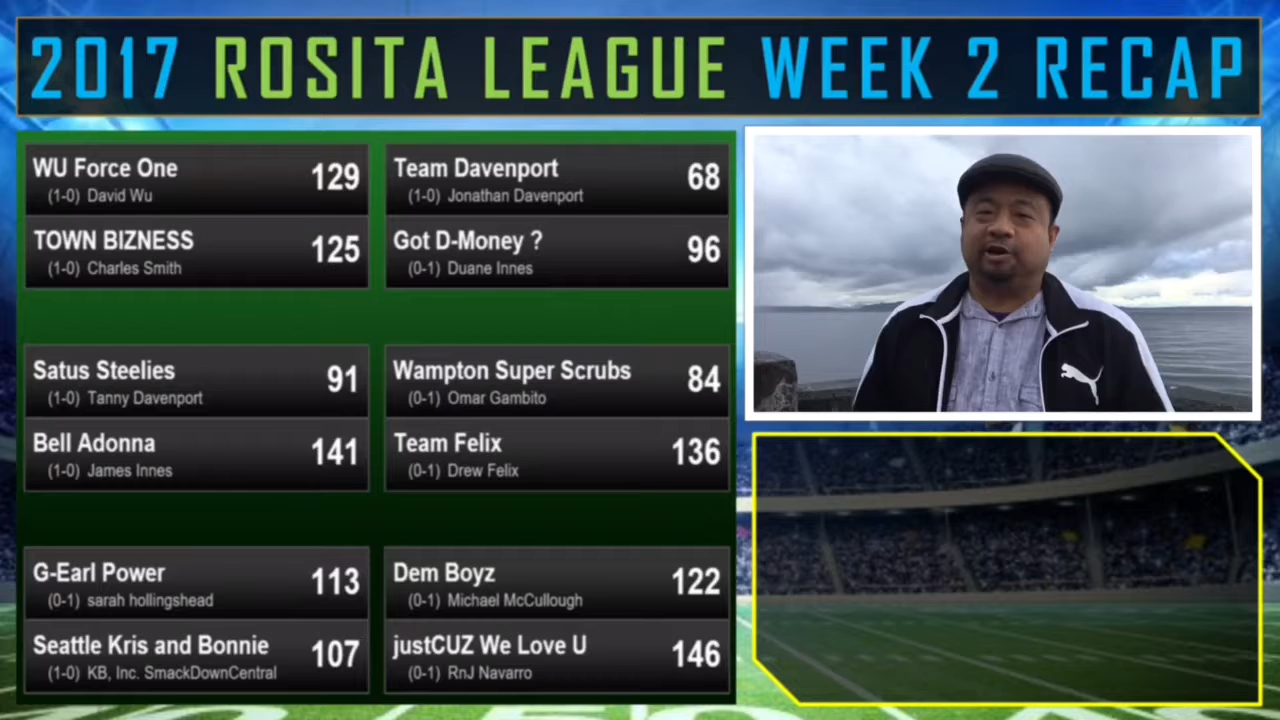 2017 ROSITA LEAGUE WEEK 2 RECAP
WU Force One 129
(1-0) David Wu
TOWN BIZNESS 125
(1-0) Charles Smith
Team Davenport 68
(1-0) Jonathan Davenport
Got D-Money ? 96
(0-1) Duane Innes
Satus Steelies 91
(1-0) Tanny Davenport
Bell Adonna 141
(1-0) James Innes
Wampton Super Scrubs 84
(0-1) Omar Gambito
Team Felix 136
(0-1) Drew Felix
G-Earl Power 113
(0-1) sarah hollingshead
Seattle Kris and Bonnie 107
(1-0) KB, Inc. SmackDownCentral
Dem Boyz 122
(0-1) Michael McCullough
justCUZ We Love U 146
(0-1) RnJ Navarro